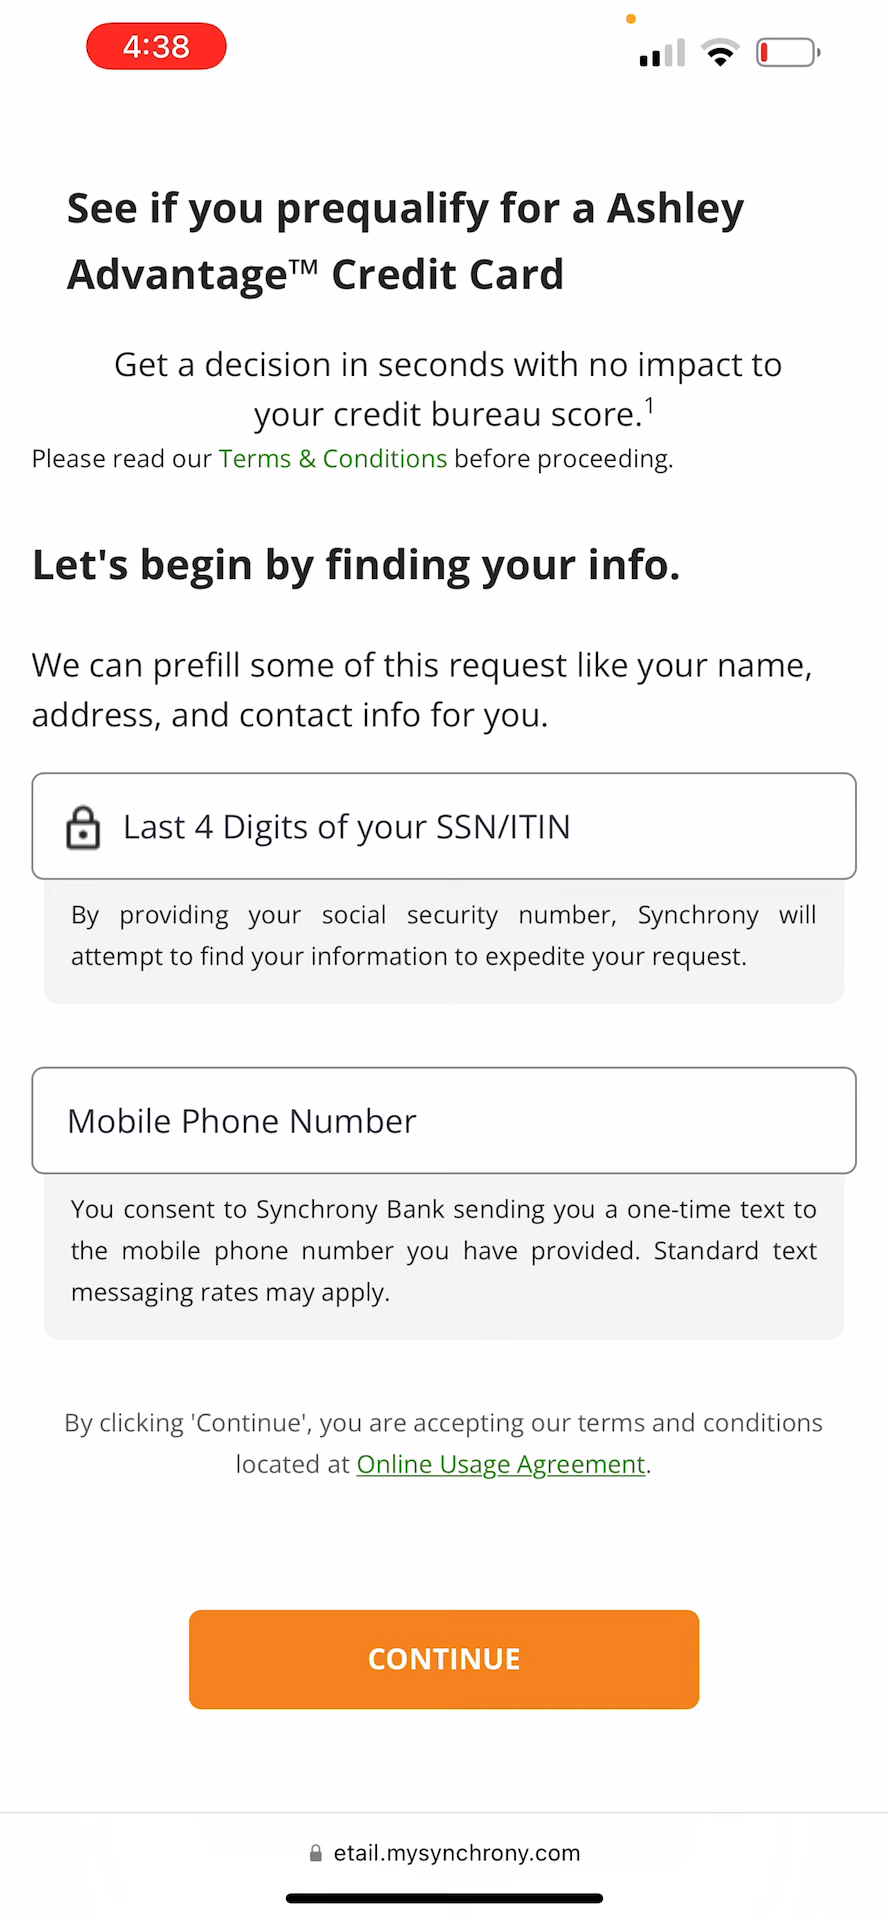 4:38
See if you prequalify for a Ashley
Advantage™ Credit Card
Get a decision in seconds with no impact to
your credit bureau score.¹
Please read our Terms & Conditions before proceeding.
Let's begin by finding your info.
We can prefill some of this request like your name,
address, and contact info for you.
Last 4 Digits of your SSN/ITIN
By providing your social security number, Synchrony will
attempt to find your information to expedite your request.
Mobile Phone Number
You consent to Synchrony Bank sending you a one-time text to
the mobile phone number you have provided. Standard text
messaging rates may apply.
By clicking 'Continue', you are accepting our terms and conditions
located at Online Usage Agreement.
CONTINUE
etail.mysynchrony.com